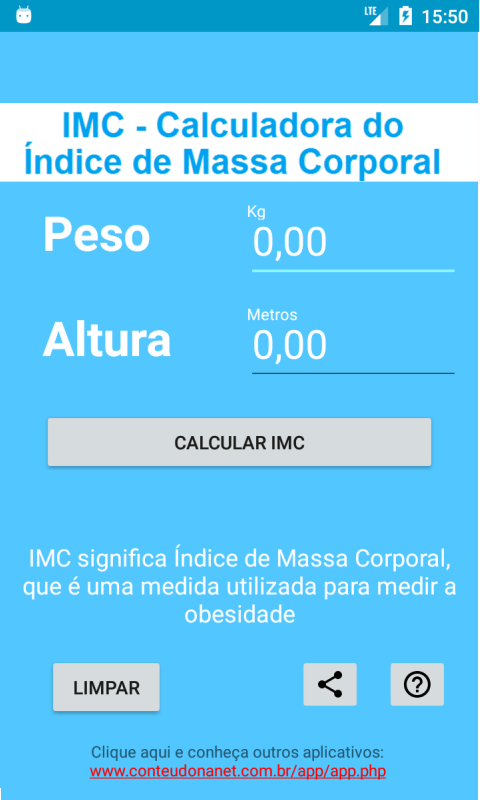 LTE 15:50
IMC - Calculadora do
Índice de Massa Corporal
Kg
Peso 0,00
Metros
Altura 0,00
CALCULAR IMC
IMC significa Índice de Massa Corporal,
que é uma medida utilizada para medir a
obesidade
LIMPAR
Clique aqui e conheça outros aplicativos:
www.conteudonanet.com.br/app/app.php